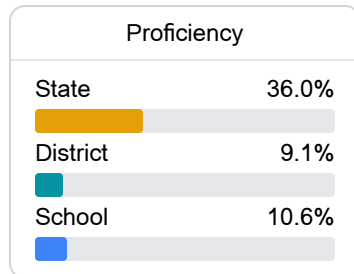 Proficiency
State 36.0%
District 9.1%
School 10.6%